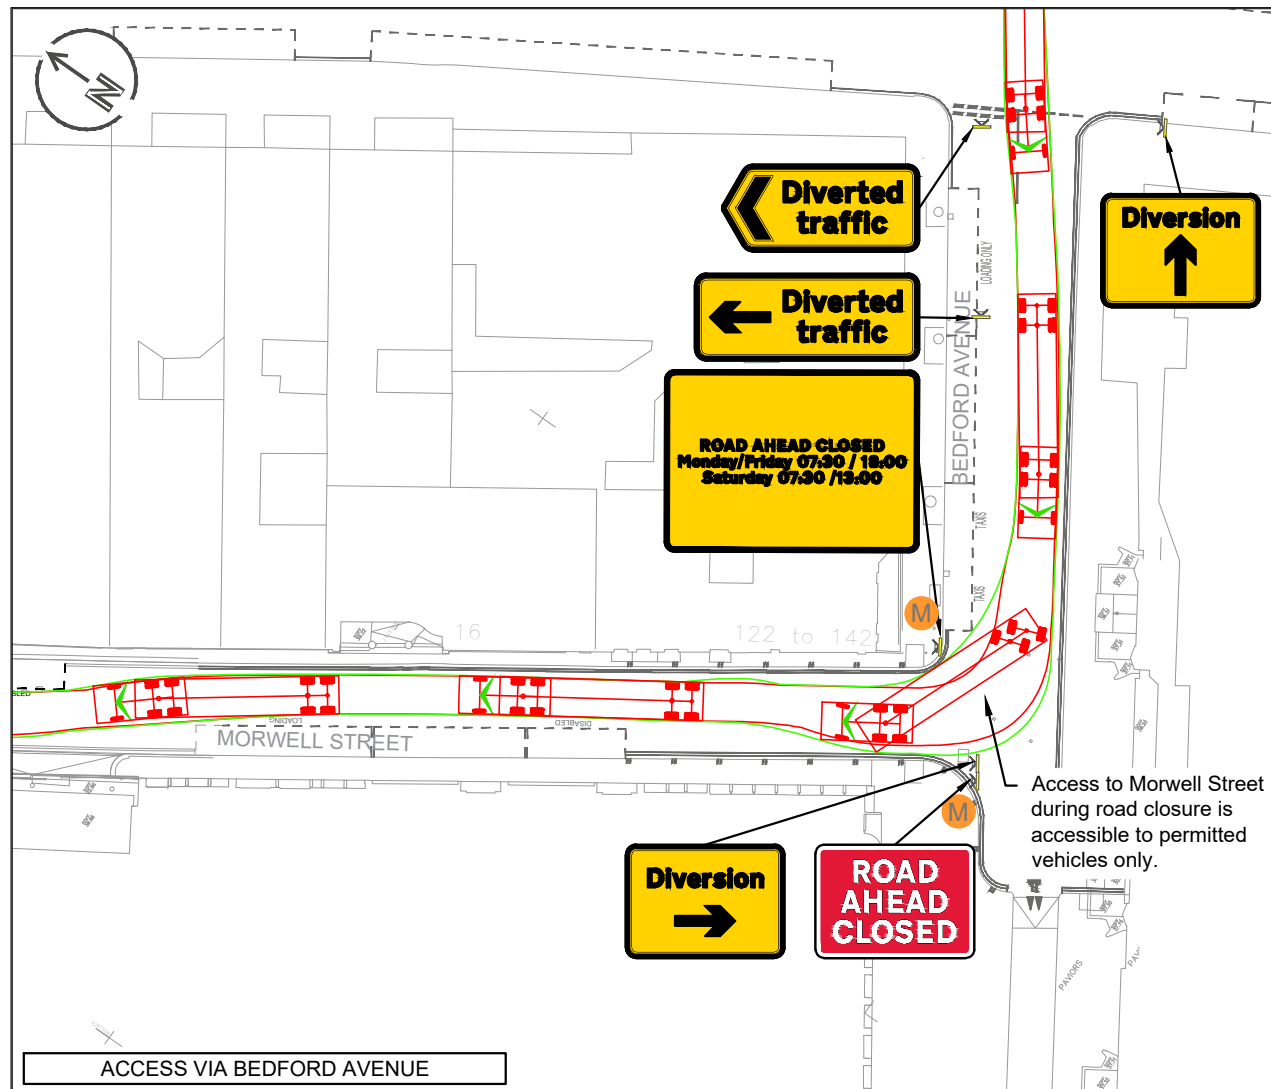 N
Diverted
traffic
Diversion
LOADING ONLY
Diverted
traffic
BEDFORD AVENUE
ROAD AHEAD CLOSED
Monday/Friday 07:30 / 18:00
Saturday 07:30 /13:00
TAXIS
TAXIS
M
16
122 to 142
LOADING
DISABLED
MORWELL STREET
Access to Morwell Street
during road closure is
accessible to permitted
vehicles only.
M
Diversion
ROAD
AHEAD
CLOSED
PAVIORS
PAVIORS
ACCESS VIA BEDFORD AVENUE